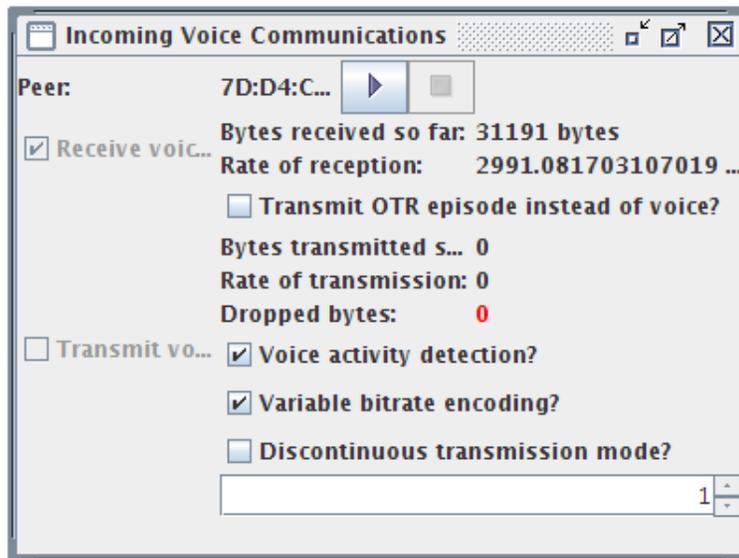 Incoming Voice Communications
Peer: 7D:D4:C...
Receive voic...
Bytes received so far: 31191 bytes
Rate of reception: 2991.081703107019 ...
Transmit OTR episode instead of voice?
Bytes transmitted s... 0
Rate of transmission: 0
Dropped bytes: 0
Transmit vo...
Voice activity detection?
Variable bitrate encoding?
Discontinuous transmission mode?
1